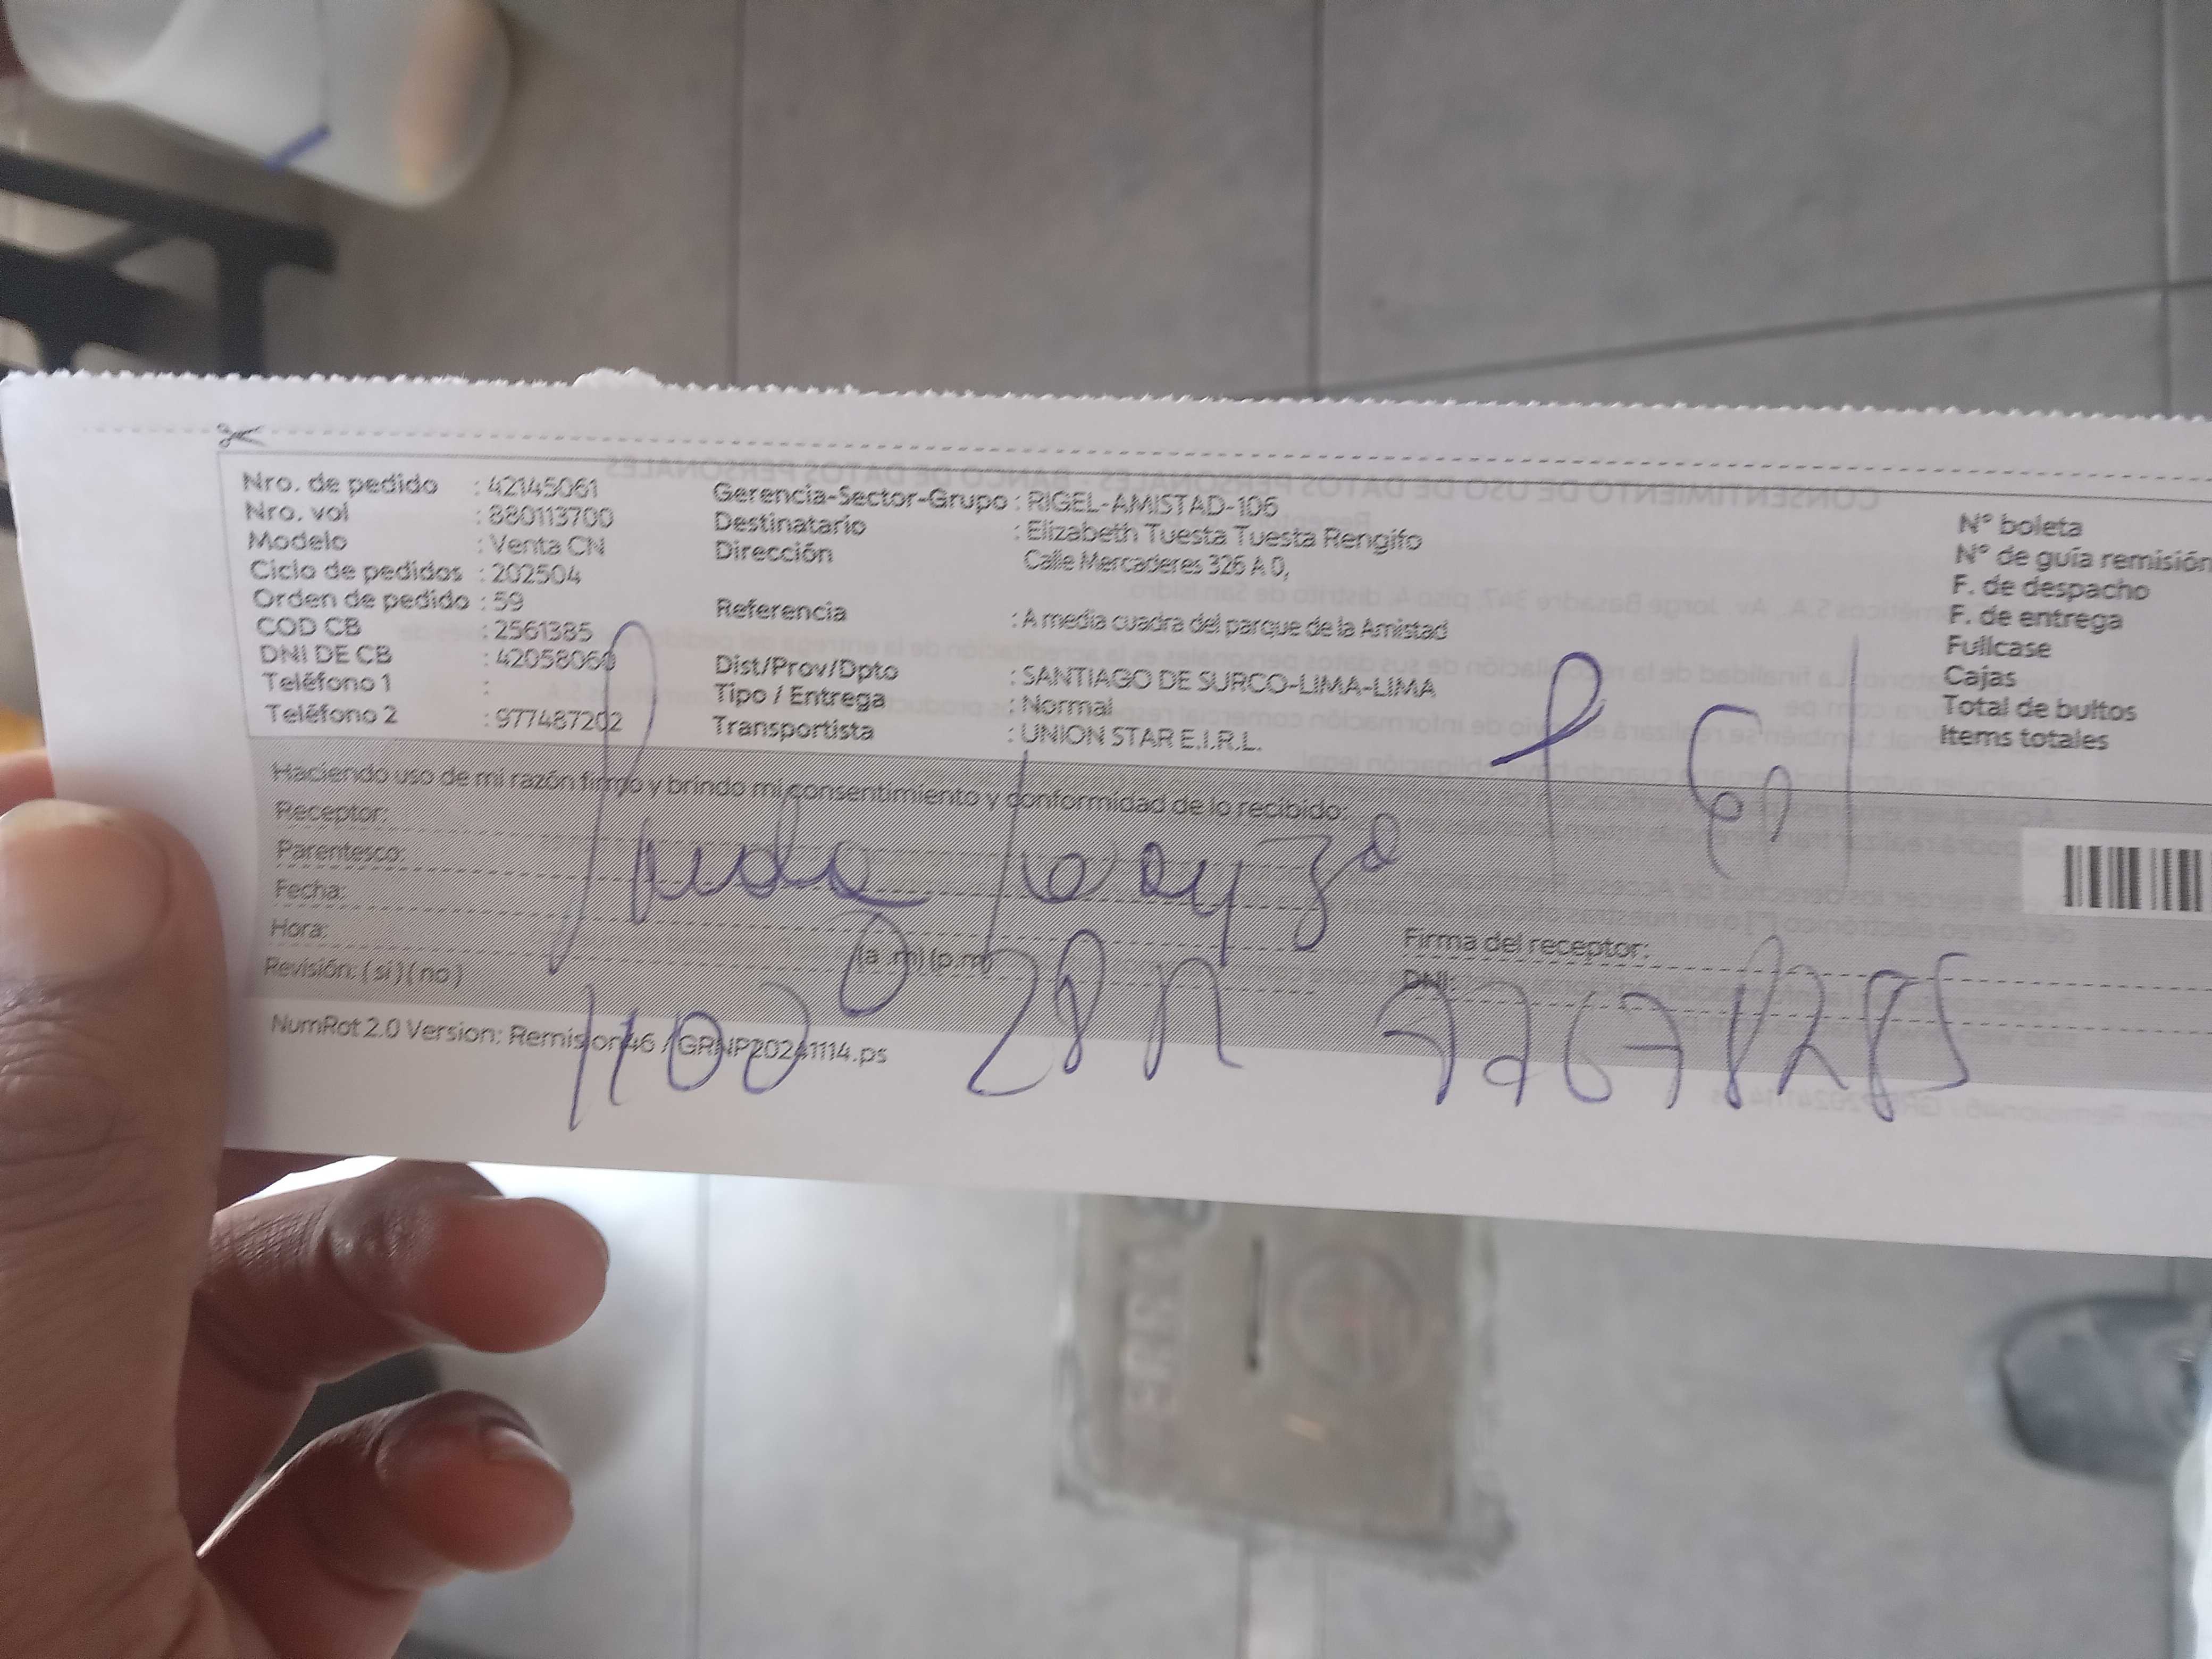 Nro. de pedido : 42145061
Nro. vol : 880113700
Modelo : Venta CN
Ciclo de pedidos : 202504
Orden de pedido : 59
COD CB : 2561385
DNI DE CB : 42058060
Teléfono 1 :
Teléfono 2 : 977487202
Gerencia-Sector-Grupo : RIGEL-AMISTAD-106
Destinatario : Elizabeth Tuesta Tuesta Rengifo
Dirección Calle Mercaderes 326 A 0,
Referencia : A media cuadra del parque de la Amistad
Dist/Prov/Dpto : SANTIAGO DE SURCO-LIMA-LIMA
Tipo / Entrega : Normal
Transportista : UNION STAR E.I.R.L.
N° boleta
N° de guía remisión
F. de despacho
F. de entrega
Fullcase
Cajas
Total de bultos
Items totales
Haciendo uso de mi razón firmo y brindo mi consentimiento y conformidad de lo recibido:
Receptor:
Parentesco:
Fecha:
Hora: (a .m) (p.m)
Revisión: ( si ) ( no )
Firma del receptor:
DNI:
NumRot 2.0 Version: Remision46 / GRNP20241114.ps